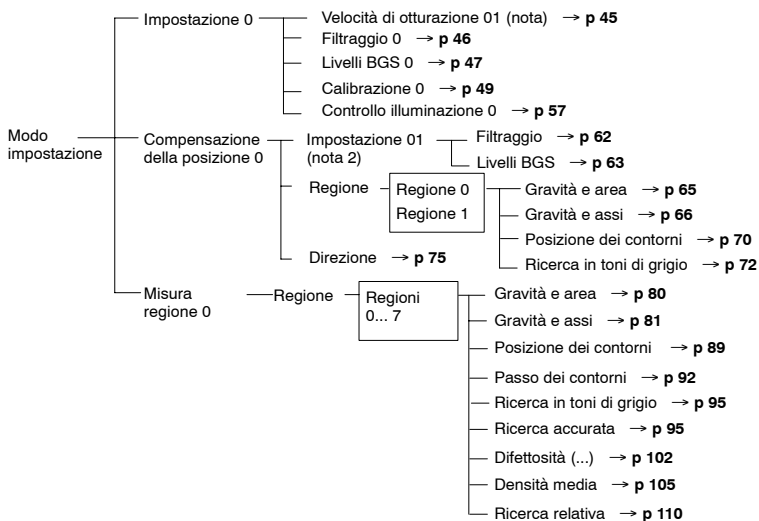 Modo
impostazione
Impostazione 0
Velocità di otturazione 01 (nota) → p 45
Filtraggio 0 → p 46
Livelli BGS 0 → p 47
Calibrazione 0 → p 49
Controllo illuminazione 0 → p 57
Compensazione
della posizione 0
Impostazione 01
(nota 2)
Filtraggio → p 62
Livelli BGS → p 63
Regione
Regione 0
Regione 1
Gravità e area → p 65
Gravità e assi → p 66
Posizione dei contorni → p 70
Ricerca in toni di grigio → p 72
Direzione → p 75
Misura
regione 0
Regione
Regioni
0... 7
Gravità e area → p 80
Gravità e assi → p 81
Posizione dei contorni → p 89
Passo dei contorni → p 92
Ricerca in toni di grigio → p 95
Ricerca accurata → p 95
Difettosità (...) → p 102
Densità media → p 105
Ricerca relativa → p 110